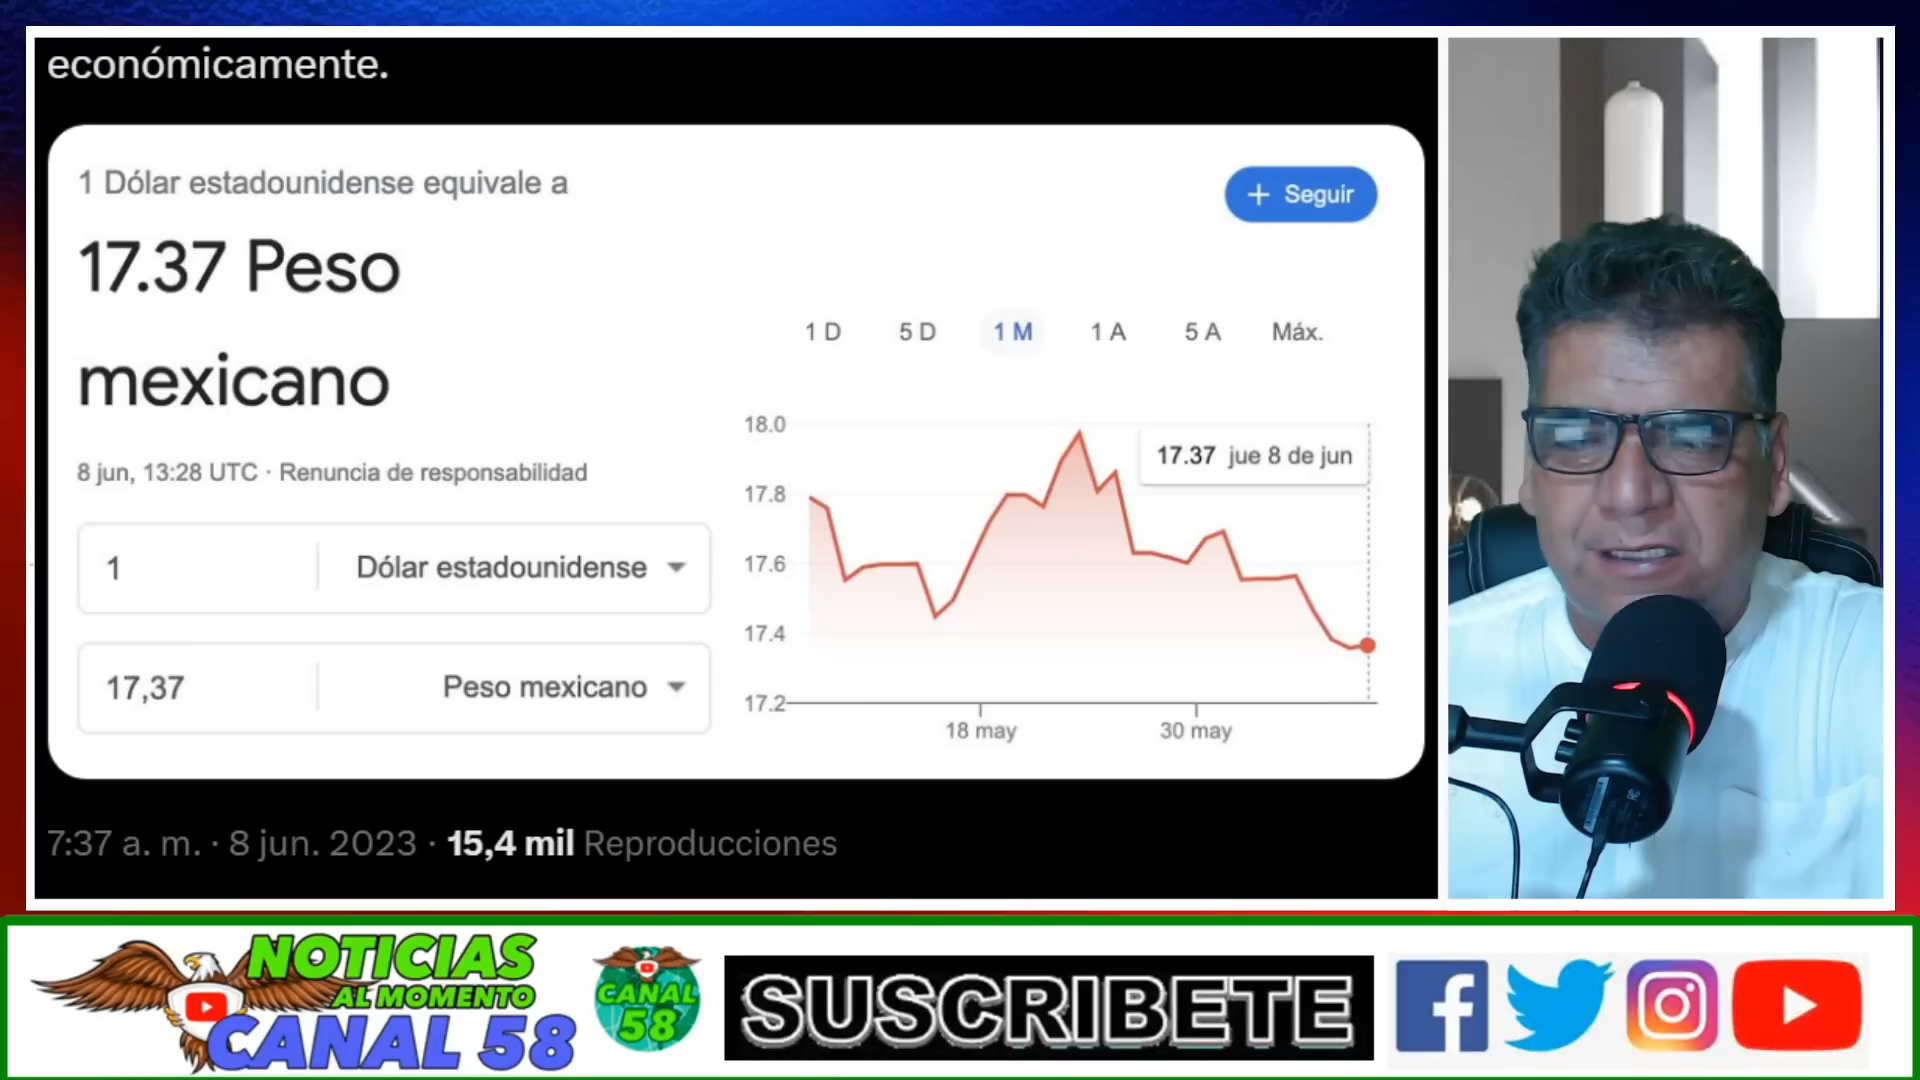 económicamente.
1 Dólar estadounidense equivale a
+ Seguir
17.37 Peso
mexicano
8 jun, 13:28 UTC · Renuncia de responsabilidad
1 Dólar estadounidense
17,37 Peso mexicano
1 D 5 D 1 M 1 A 5 A Máx.
18.0
17.37 jue 8 de jun
17.8
17.6
17.4
17.2
18 may 30 may
7:37 a. m. · 8 jun. 2023 · 15,4 mil Reproducciones
NOTICIAS
AL MOMENTO
CANAL 58
CANAL
58
SUSCRIBETE